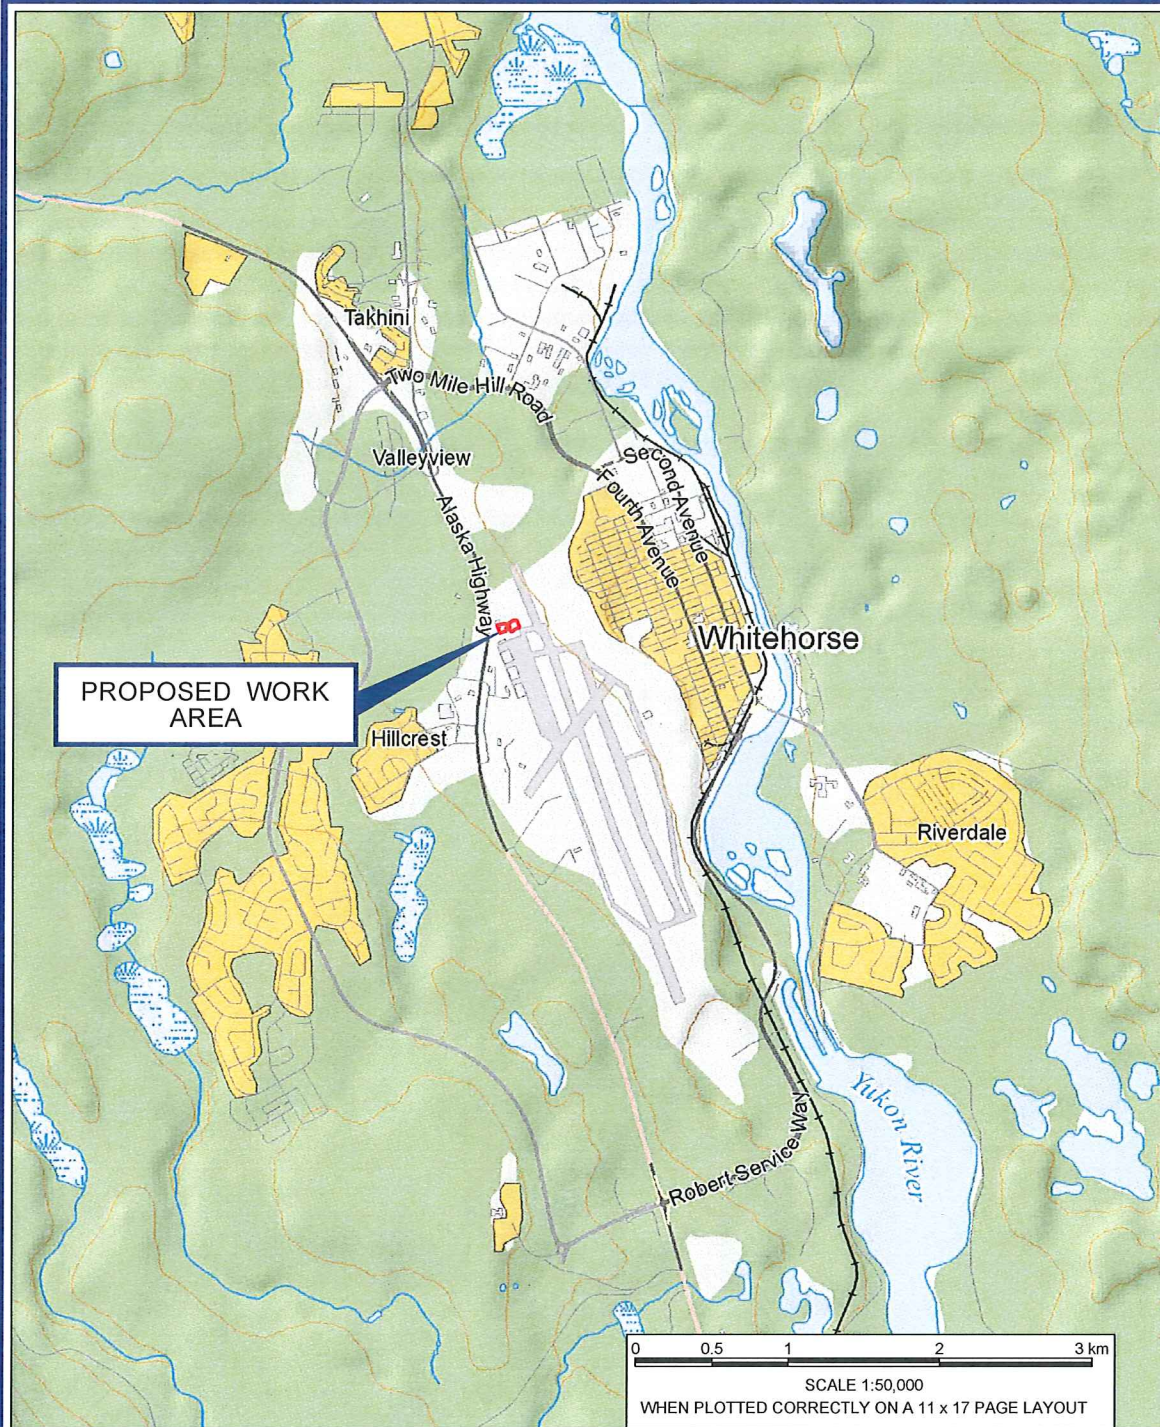 Takhini
Two Mile Hill Road
Valleyview
Second Avenue
Fourth Avenue
Alaska Highway
Whitehorse
PROPOSED WORK
AREA
Hillcrest
Riverdale
Yukon River
Robert Service Way
0 0.5 1 2 3 km
SCALE 1:50,000
WHEN PLOTTED CORRECTLY ON A 11 x 17 PAGE LAYOUT